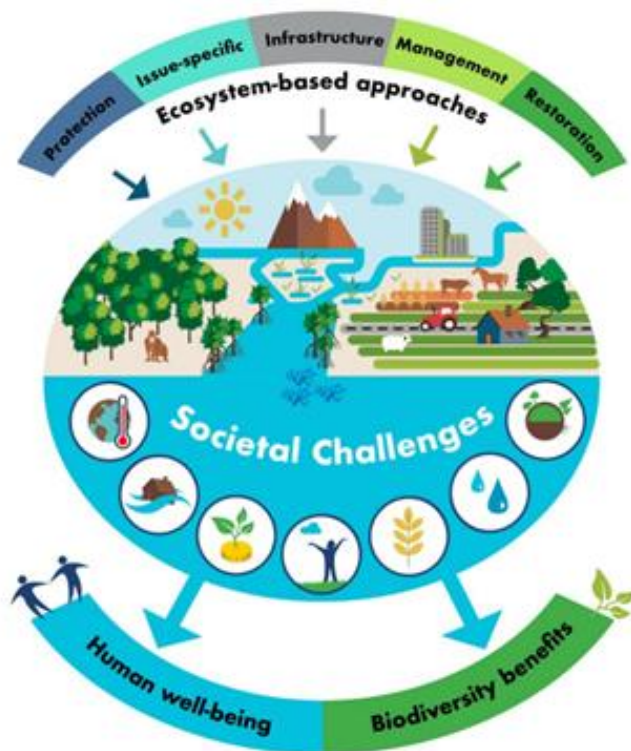 Protection
Issue-specific
Infrastructure
Management
Restoration
Ecosystem-based approaches
Societal Challenges
Human well-being
Biodiversity benefits